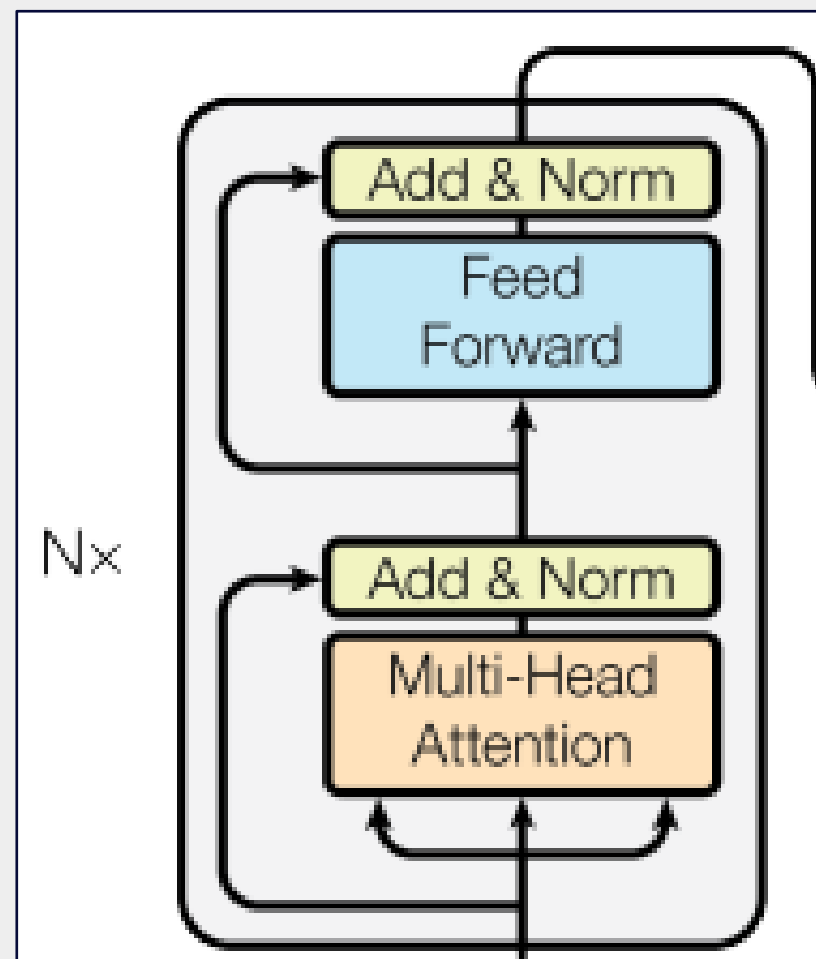 Add & Norm
Feed
Forward
Nx
Add & Norm
Multi-Head
Attention